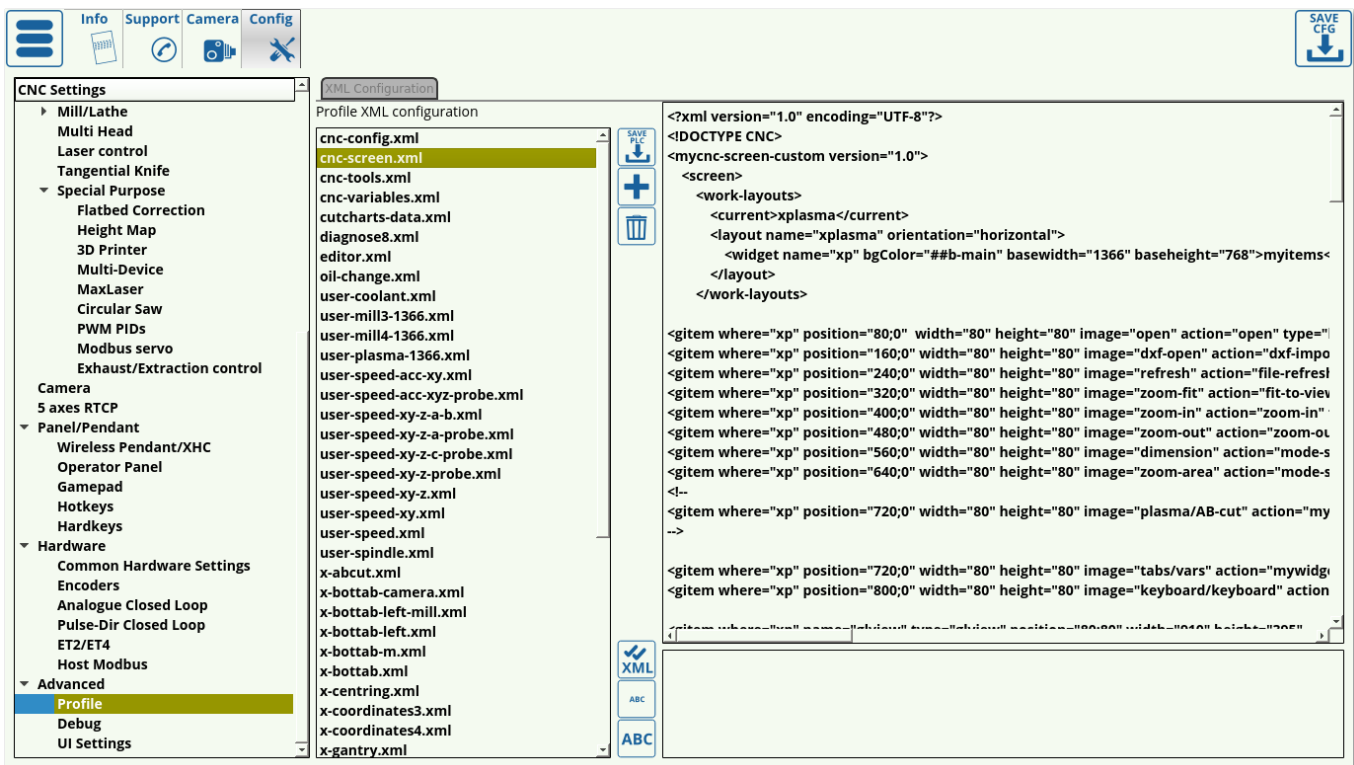 Info
Support
Camera
Config
SAVE
CFG
CNC Settings
Mill/Lathe
Multi Head
Laser control
Tangential Knife
Special Purpose
Flatbed Correction
Height Map
3D Printer
Multi-Device
MaxLaser
Circular Saw
PWM PIDs
Modbus servo
Exhaust/Extraction control
Camera
5 axes RTCP
Panel/Pendant
Wireless Pendant/XHC
Operator Panel
Gamepad
Hotkeys
Hardkeys
Hardware
Common Hardware Settings
Encoders
Analogue Closed Loop
Pulse-Dir Closed Loop
ET2/ET4
Host Modbus
Advanced
Profile
Debug
UI Settings
XML Configuration
Profile XML configuration
cnc-config.xml
cnc-screen.xml
cnc-tools.xml
cnc-variables.xml
cutcharts-data.xml
diagnose8.xml
editor.xml
oil-change.xml
user-coolant.xml
user-mill3-1366.xml
user-mill4-1366.xml
user-plasma-1366.xml
user-speed-acc-xy.xml
user-speed-acc-xyz-probe.xml
user-speed-xy-z-a-b.xml
user-speed-xy-z-a-probe.xml
user-speed-xy-z-c-probe.xml
user-speed-xy-z-probe.xml
user-speed-xy-z.xml
user-speed-xy.xml
user-speed.xml
user-spindle.xml
x-abcut.xml
x-bottab-camera.xml
x-bottab-left-mill.xml
x-bottab-left.xml
x-bottab-m.xml
x-bottab.xml
x-centring.xml
x-coordinates3.xml
x-coordinates4.xml
x-gantry.xml
SAVE
PLC
XML
ABC
ABC
<?xml version="1.0" encoding="UTF-8"?>
<!DOCTYPE CNC>
<mycnc-screen-custom version="1.0">
<screen>
<work-layouts>
<current>xplasma</current>
<layout name="xplasma" orientation="horizontal">
<widget name="xp" bgColor="##b-main" basewidth="1366" baseheight="768">myitems<
</layout>
</work-layouts>
<gitem where="xp" position="80;0" width="80" height="80" image="open" action="open" type="
<gitem where="xp" position="160;0" width="80" height="80" image="dxf-open" action="dxf-impo
<gitem where="xp" position="240;0" width="80" height="80" image="refresh" action="file-refresh
<gitem where="xp" position="320;0" width="80" height="80" image="zoom-fit" action="fit-to-view
<gitem where="xp" position="400;0" width="80" height="80" image="zoom-in" action="zoom-in"
<gitem where="xp" position="480;0" width="80" height="80" image="zoom-out" action="zoom-ou
<gitem where="xp" position="560;0" width="80" height="80" image="dimension" action="mode-s
<gitem where="xp" position="640;0" width="80" height="80" image="zoom-area" action="mode-s
<!--
<gitem where="xp" position="720;0" width="80" height="80" image="plasma/AB-cut" action="my
-->
<gitem where="xp" position="720;0" width="80" height="80" image="tabs/vars" action="mywidge
<gitem where="xp" position="800;0" width="80" height="80" image="keyboard/keyboard" action
<gitem where="xp" name="glview" type="glview" position="80;80" width="910" height="395"